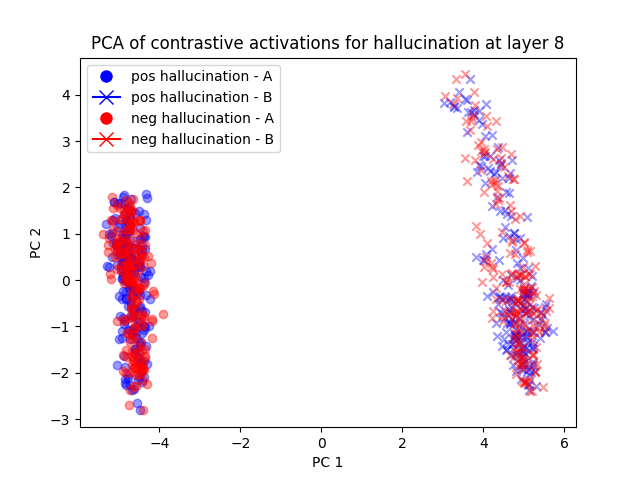 PCA of contrastive activations for hallucination at layer 8
pos hallucination - A
pos hallucination - B
neg hallucination - A
neg hallucination - B
4
3
2
1
0
−1
−2
−3
PC 2
−4 −2 0 2 4 6
PC 1